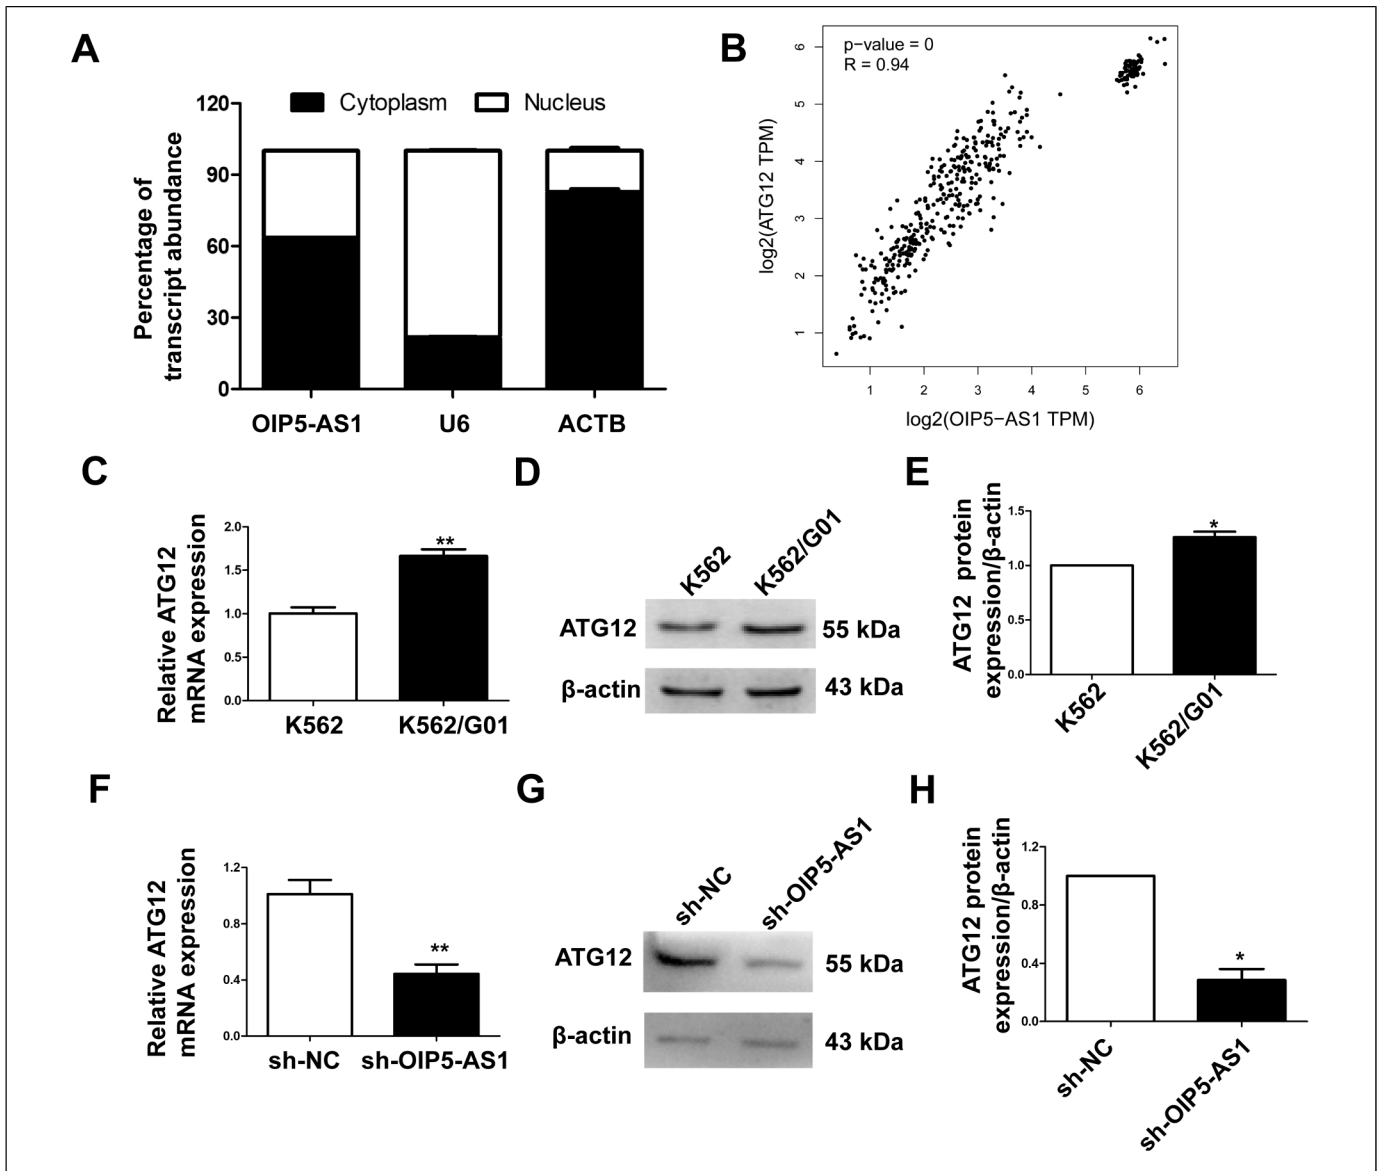 A
Cytoplasm Nucleus
Percentage of
transcript abundance
120
90
60
30
0
OIP5-AS1 U6 ACTB
B
p−value = 0
R = 0.94
log2(ATG12 TPM)
6
5
4
3
2
1
1 2 3 4 5 6
log2(OIP5−AS1 TPM)
C
Relative ATG12
mRNA expression
2.0
1.5
1.0
0.5
0.0
**
K562 K562/G01
D
K562 K562/G01
ATG12 55 kDa
β-actin 43 kDa
E
ATG12 protein
expression/β-actin
1.5
1.0
0.5
0.0
*
K562 K562/G01
F
Relative ATG12
mRNA expression
1.2
0.8
0.4
0.0
**
sh-NC sh-OIP5-AS1
G
sh-NC sh-OIP5-AS1
ATG12 55 kDa
β-actin 43 kDa
H
ATG12 protein
expression/β-actin
1.2
0.8
0.4
0.0
*
sh-NC sh-OIP5-AS1